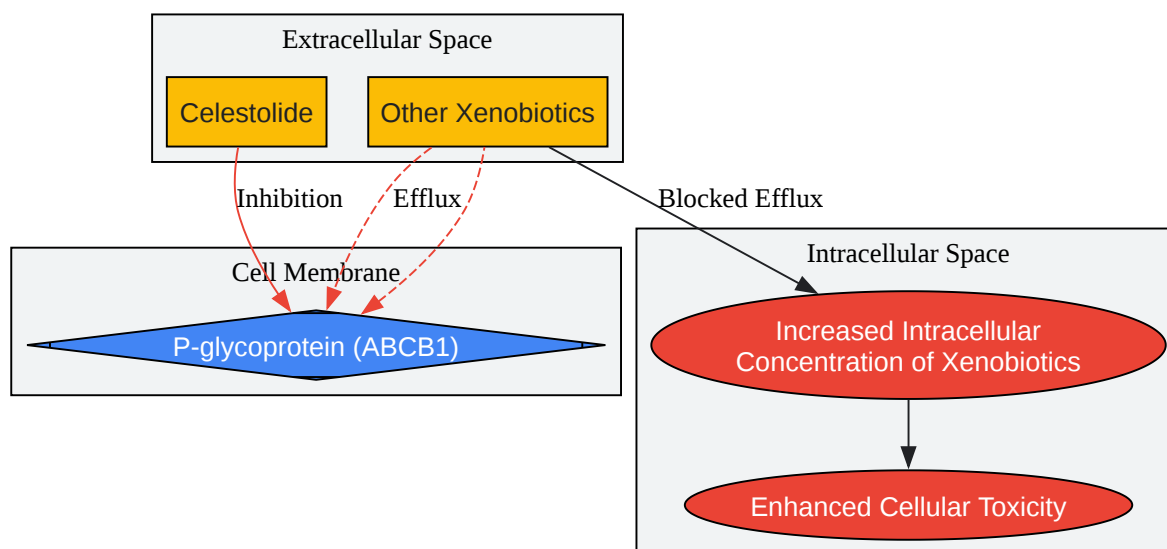 Extracellular Space
Celestolide
Other Xenobiotics
Inhibition
Efflux
Blocked Efflux
Cell Membrane
P-glycoprotein (ABCB1)
Intracellular Space
Increased Intracellular
Concentration of Xenobiotics
Enhanced Cellular Toxicity